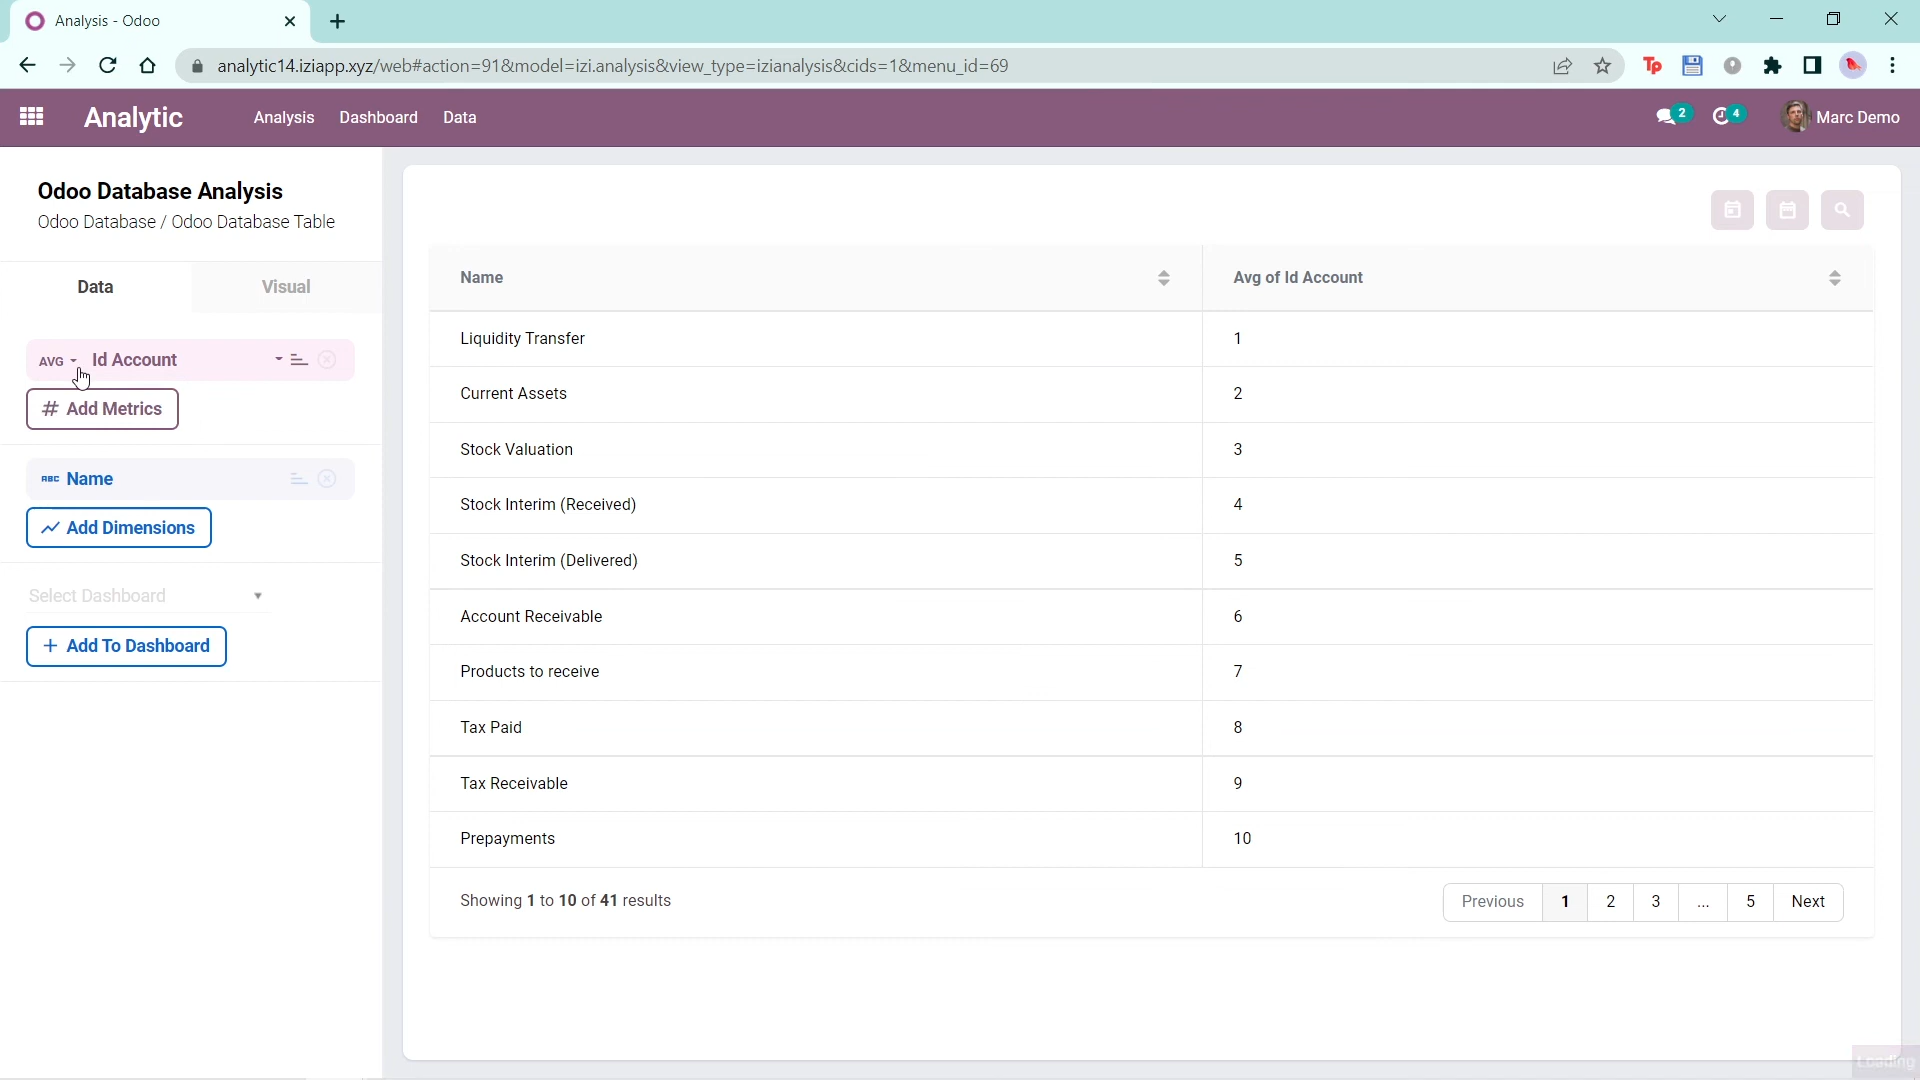 Analysis - Odoo
analytic14.iziapp.xyz/web#action=91&model=izi.analysis&view_type=izianalysis&cids=1&menu_id=69
Tp
Analytic
Analysis
Dashboard
Data
2
4
Marc Demo
Odoo Database Analysis
Odoo Database / Odoo Database Table
Data
Visual
AVG Id Account
# Add Metrics
ABC Name
Add Dimensions
Select Dashboard
+ Add To Dashboard
Name Avg of Id Account
Liquidity Transfer 1
Current Assets 2
Stock Valuation 3
Stock Interim (Received) 4
Stock Interim (Delivered) 5
Account Receivable 6
Products to receive 7
Tax Paid 8
Tax Receivable 9
Prepayments 10
Showing 1 to 10 of 41 results
Previous 1 2 3 ... 5 Next
Loading